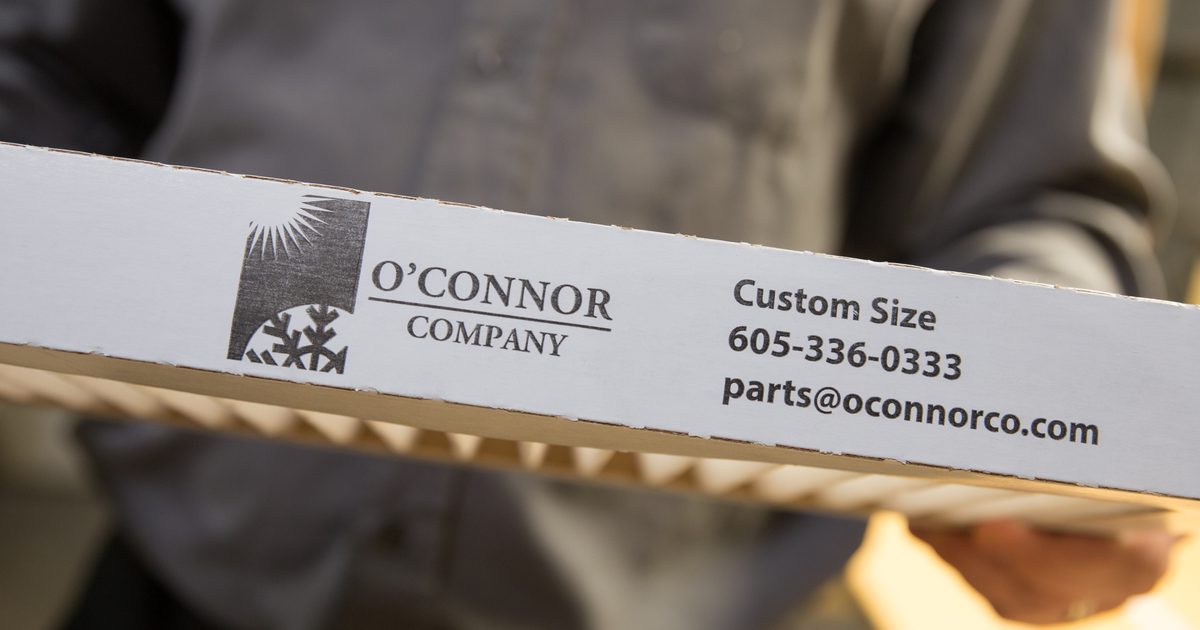 O'CONNOR
COMPANY
Custom Size
605-336-0333
parts@oconnorco.com